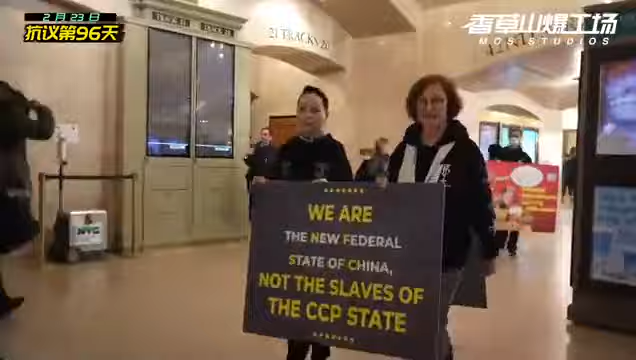 2月23日
抗议第96天
香草山爆工场
MOS STUDIOS
21 TRACKS 20
WE ARE
THE NEW FEDERAL
STATE OF CHINA,
NOT THE SLAVES OF
THE CCP STATE
NYC